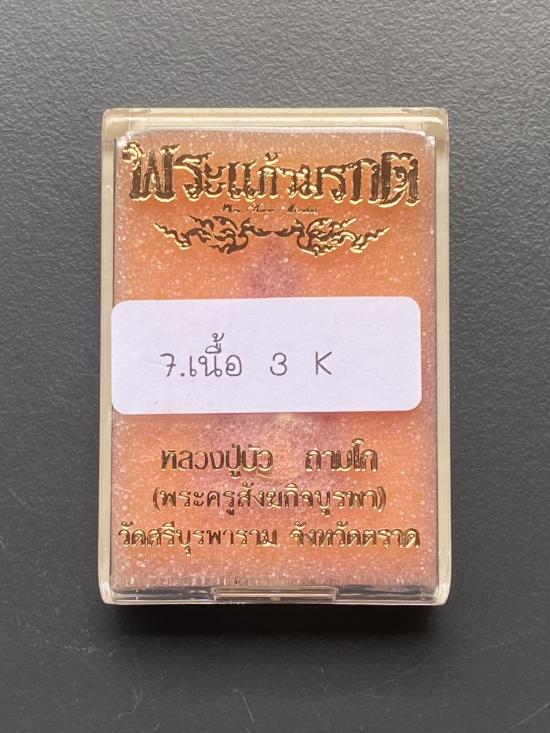 พระแก้วมรกต
Phra Kaew Morakot
7.เนื้อ 3 K
หลวงปู่บัว ถามโก
(พระครูสังฆกิจบูรพา)
วัดศรีบุรพาราม จังหวัดตราด